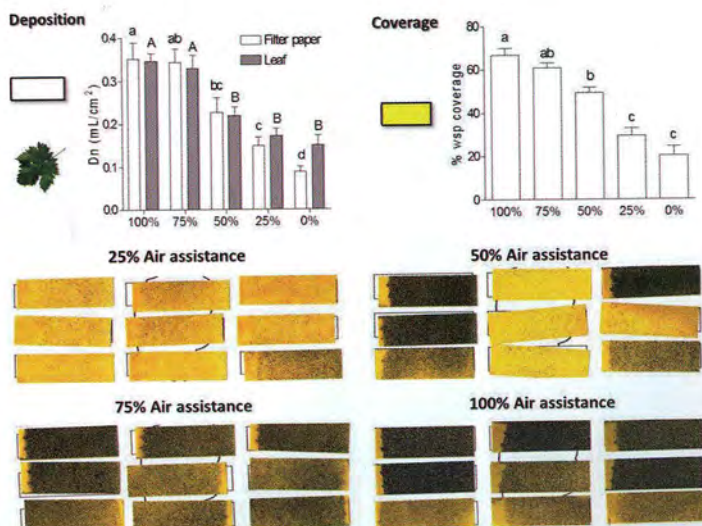 Deposition
Dn (mL/cm²)
0.4
0.3
0.2
0.1
0.0
a A ab A bc B c B d B
Filter paper
Leaf
100% 75% 50% 25% 0%
Coverage
% wsp coverage
80
60
40
20
0
a ab b c c
100% 75% 50% 25% 0%
25% Air assistance
50% Air assistance
75% Air assistance
100% Air assistance